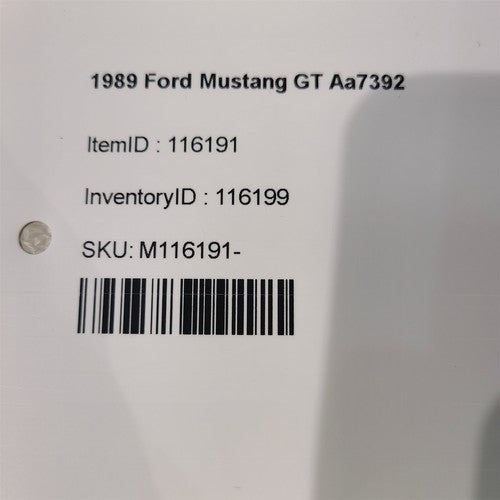 1989 Ford Mustang GT Aa7392
ItemID : 116191
InventoryID : 116199
SKU: M116191-